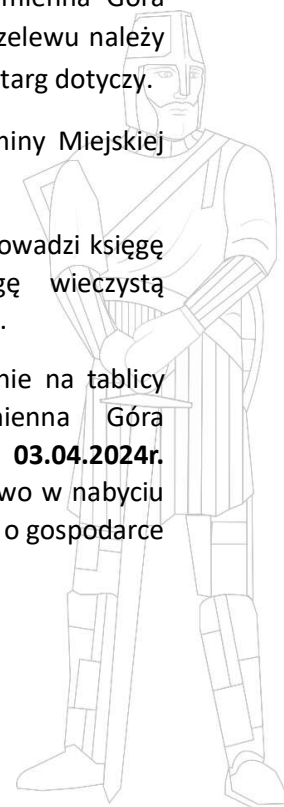 mienna Góra
zelewu należy
targ dotyczy.
niny Miejskiej
owadzi księgę
gę wieczystą
.
nie na tablicy
mienna Góra
03.04.2024r.
wo w nabyciu
o gospodarce